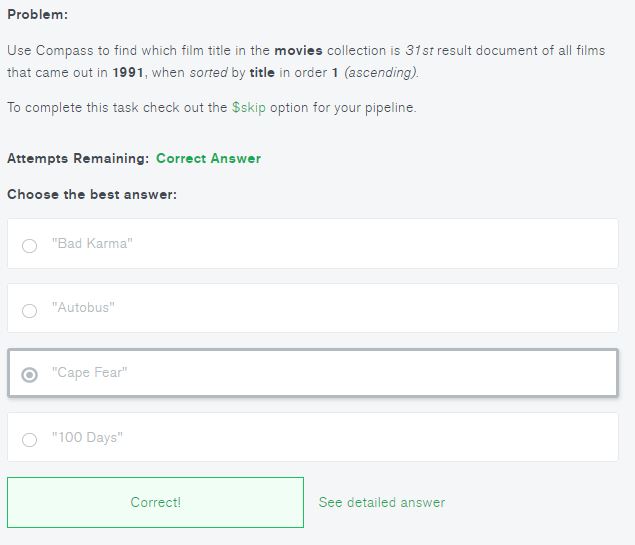 Problem:
Use Compass to find which film title in the movies collection is 31st result document of all films
that came out in 1991, when sorted by title in order 1 (ascending).
To complete this task check out the $skip option for your pipeline.
Attempts Remaining: Correct Answer
Choose the best answer:
"Bad Karma"
"Autobus"
"Cape Fear"
"100 Days"
Correct! See detailed answer